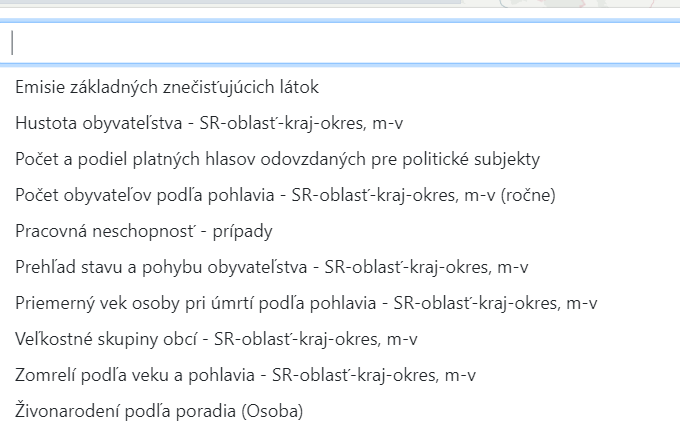 Emisie základných znečisťujúcich látok
Hustota obyvateľstva - SR-oblasť-kraj-okres, m-v
Počet a podiel platných hlasov odovzdaných pre politické subjekty
Počet obyvateľov podľa pohlavia - SR-oblasť-kraj-okres, m-v (ročne)
Pracovná neschopnosť - prípady
Prehľad stavu a pohybu obyvateľstva - SR-oblasť-kraj-okres, m-v
Priemerný vek osoby pri úmrtí podľa pohlavia - SR-oblasť-kraj-okres, m-v
Veľkostné skupiny obcí - SR-oblasť-kraj-okres, m-v
Zomrelí podľa veku a pohlavia - SR-oblasť-kraj-okres, m-v
Živonarodení podľa poradia (Osoba)